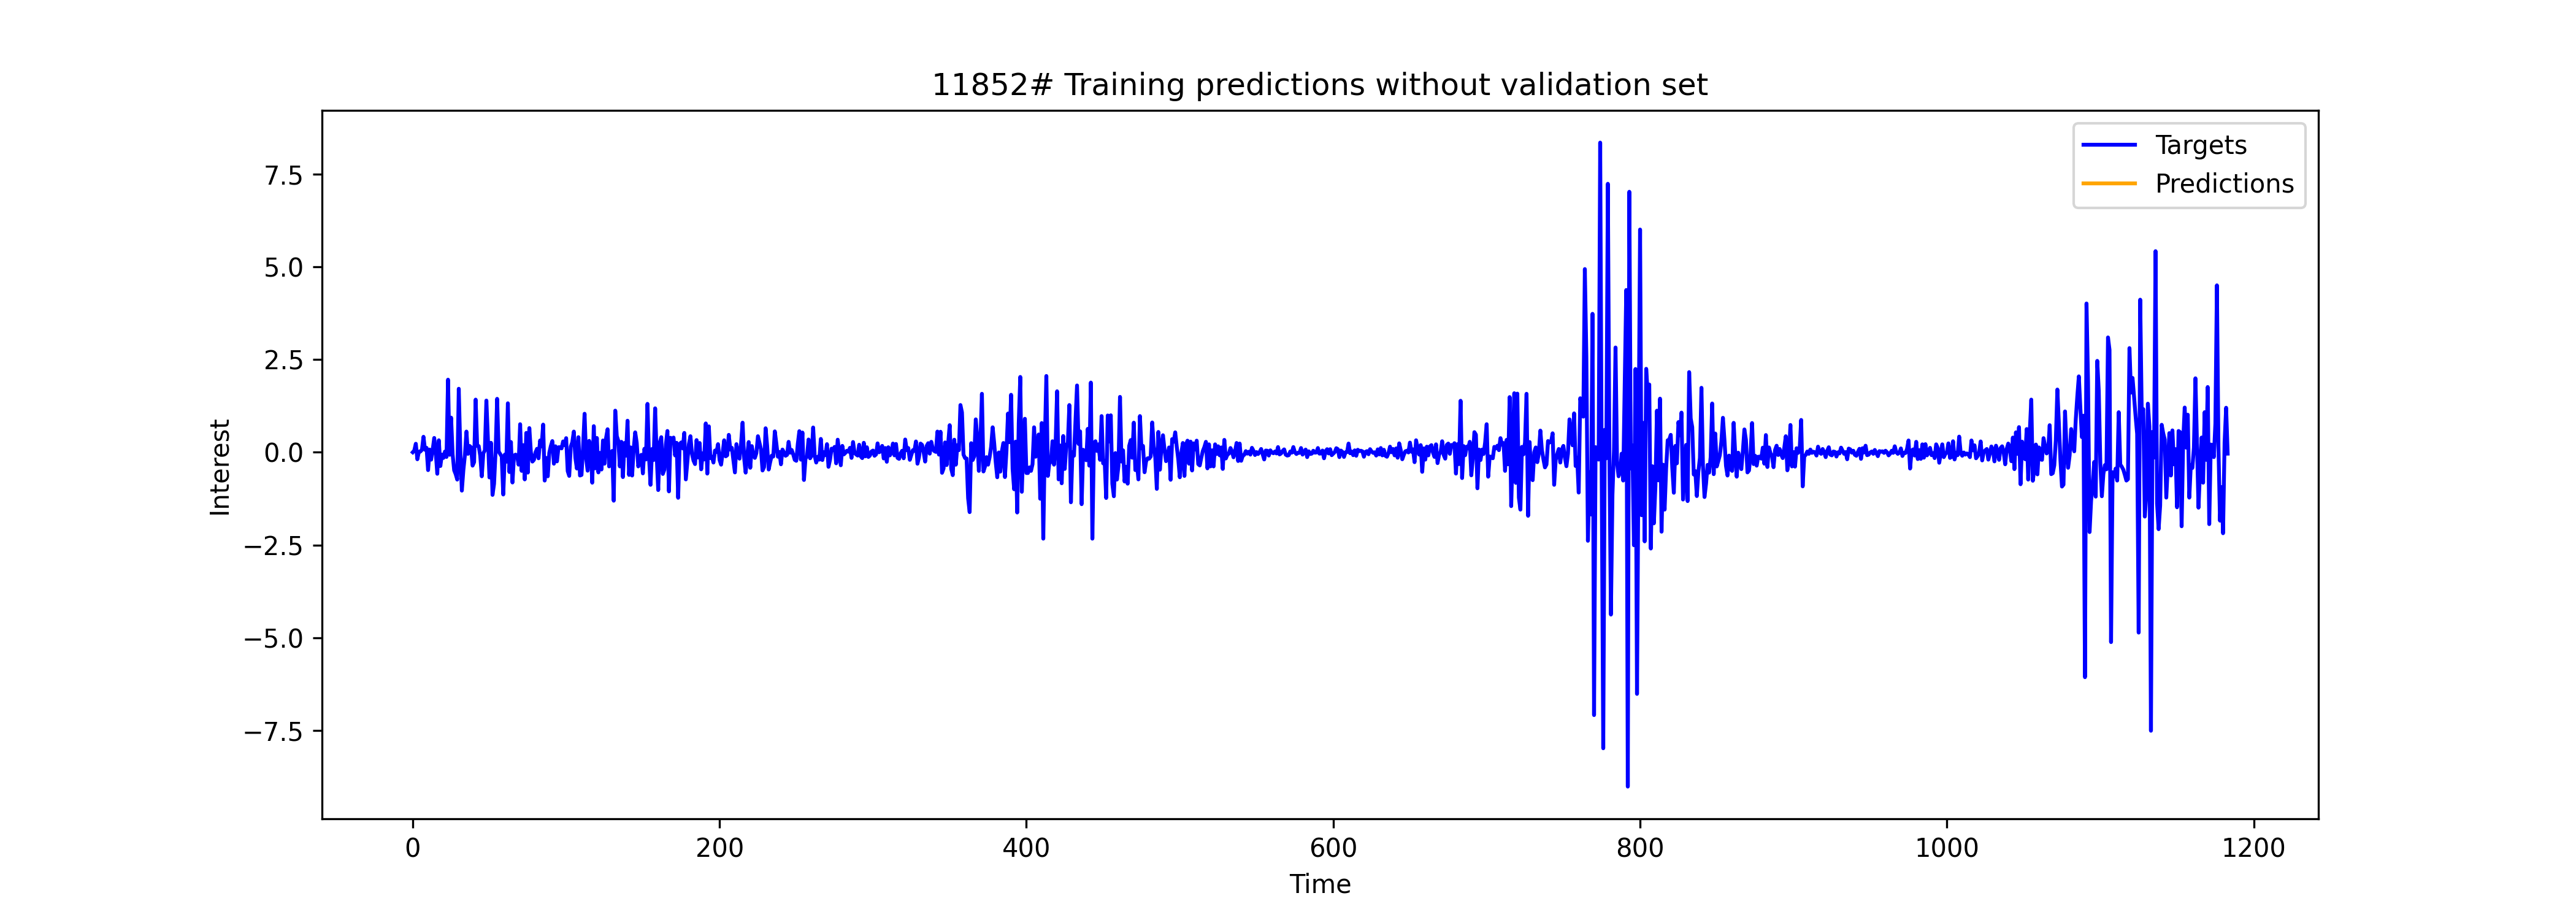 11852# Training predictions without validation set
Targets
Predictions
7.5
5.0
2.5
0.0
−2.5
−5.0
−7.5
Interest
0
200
400
600
800
1000
1200
Time